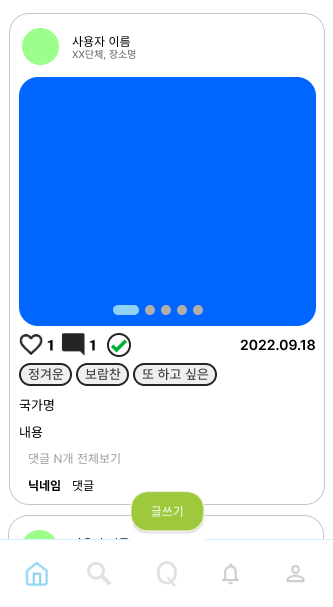 사용자 이름
XX단체, 장소명
1 1 2022.09.18
정겨운 보람찬 또 하고 싶은
국가명
내용
댓글 N개 전체보기
닉네임 댓글
글쓰기
Q